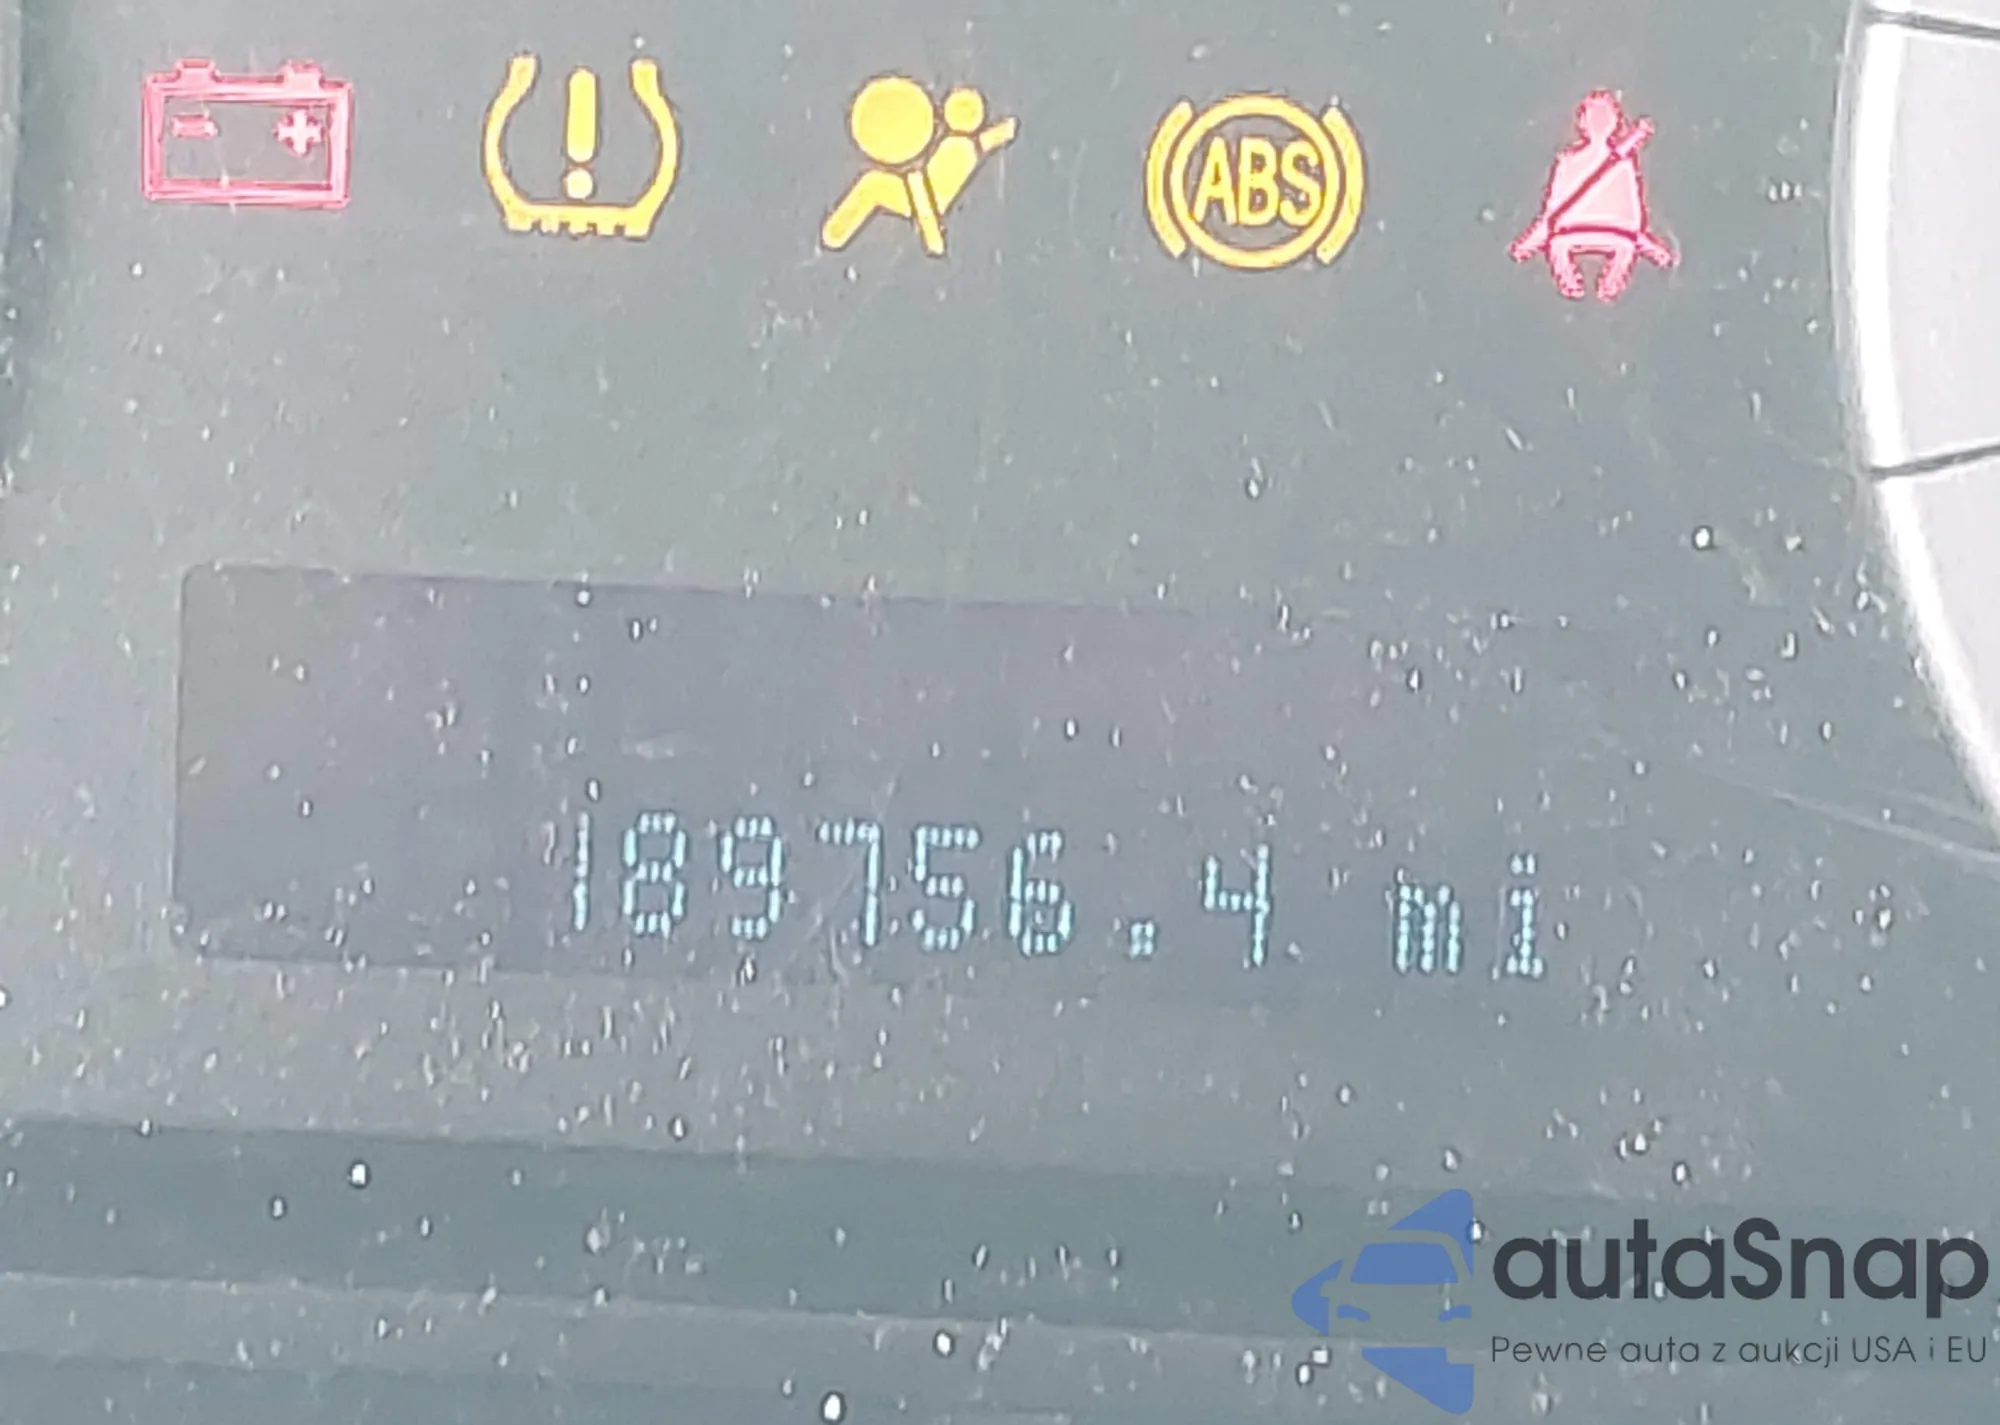 ABS
189756.4 mi
autaSnap
Pewne auta z aukcji USA i EU